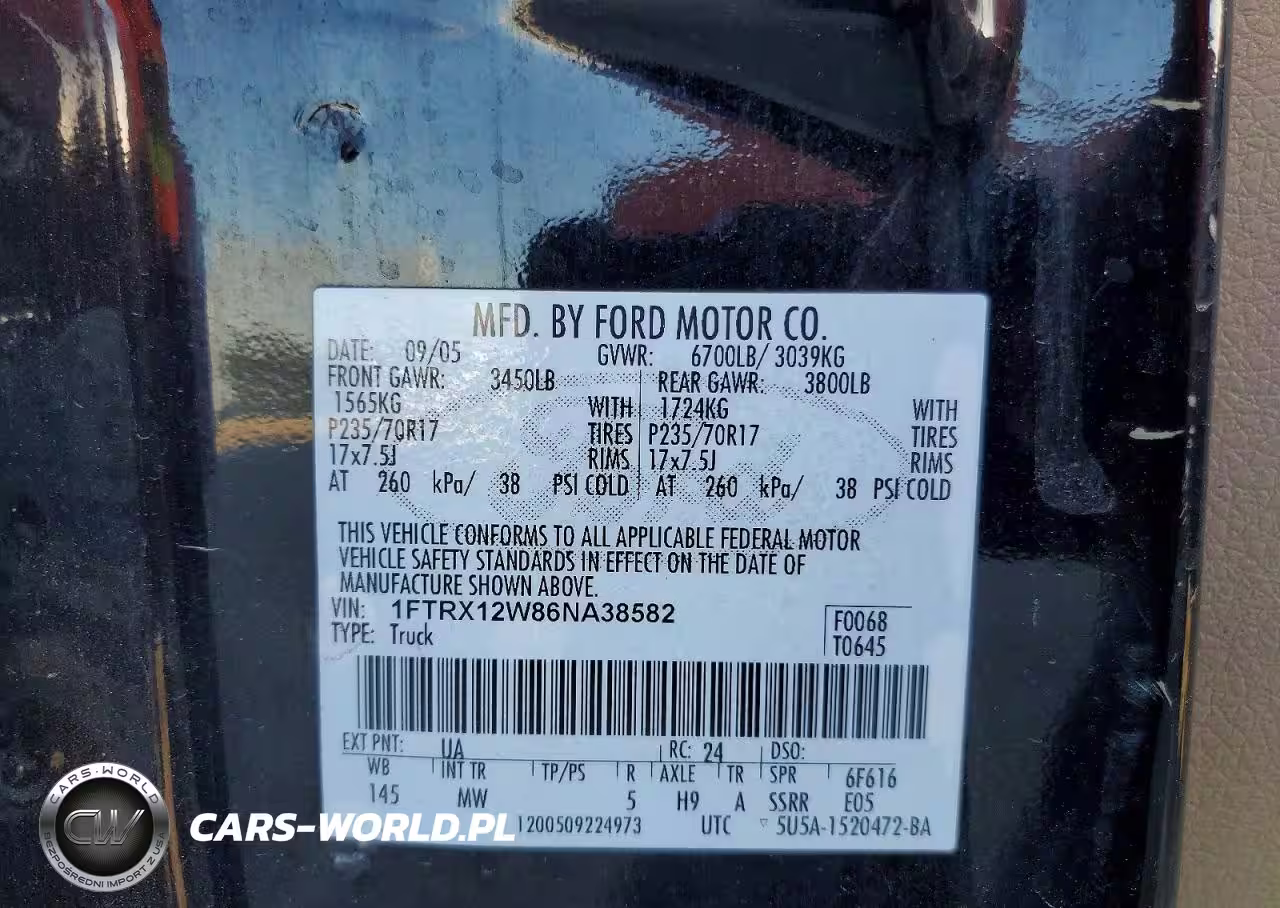 MFD. BY FORD MOTOR CO.
DATE: 09/05 GVWR: 6700LB/ 3039KG
FRONT GAWR: 3450LB REAR GAWR: 3800LB
1565KG WITH 1724KG WITH
P235/70R17 TIRES P235/70R17 TIRES
17x7.5J RIMS 17x7.5J RIMS
AT 260 kPa/ 38 PSI COLD AT 260 kPa/ 38 PSI COLD
THIS VEHICLE CONFORMS TO ALL APPLICABLE FEDERAL MOTOR
VEHICLE SAFETY STANDARDS IN EFFECT ON THE DATE OF
MANUFACTURE SHOWN ABOVE.
VIN: 1FTRX12W86NA38582 F0068
TYPE: Truck T0645
EXT PNT: UA RC: 24 DSO:
WB INT TR TP/PS R AXLE TR SPR 6F616
145 MW 5 H9 A SSRR E05
1200509224973 UTC ▽ 5U5A-1520472-BA
CARS-WORLD
CW
BEZPOŚREDNI IMPORT Z USA
CARS-WORLD.PL